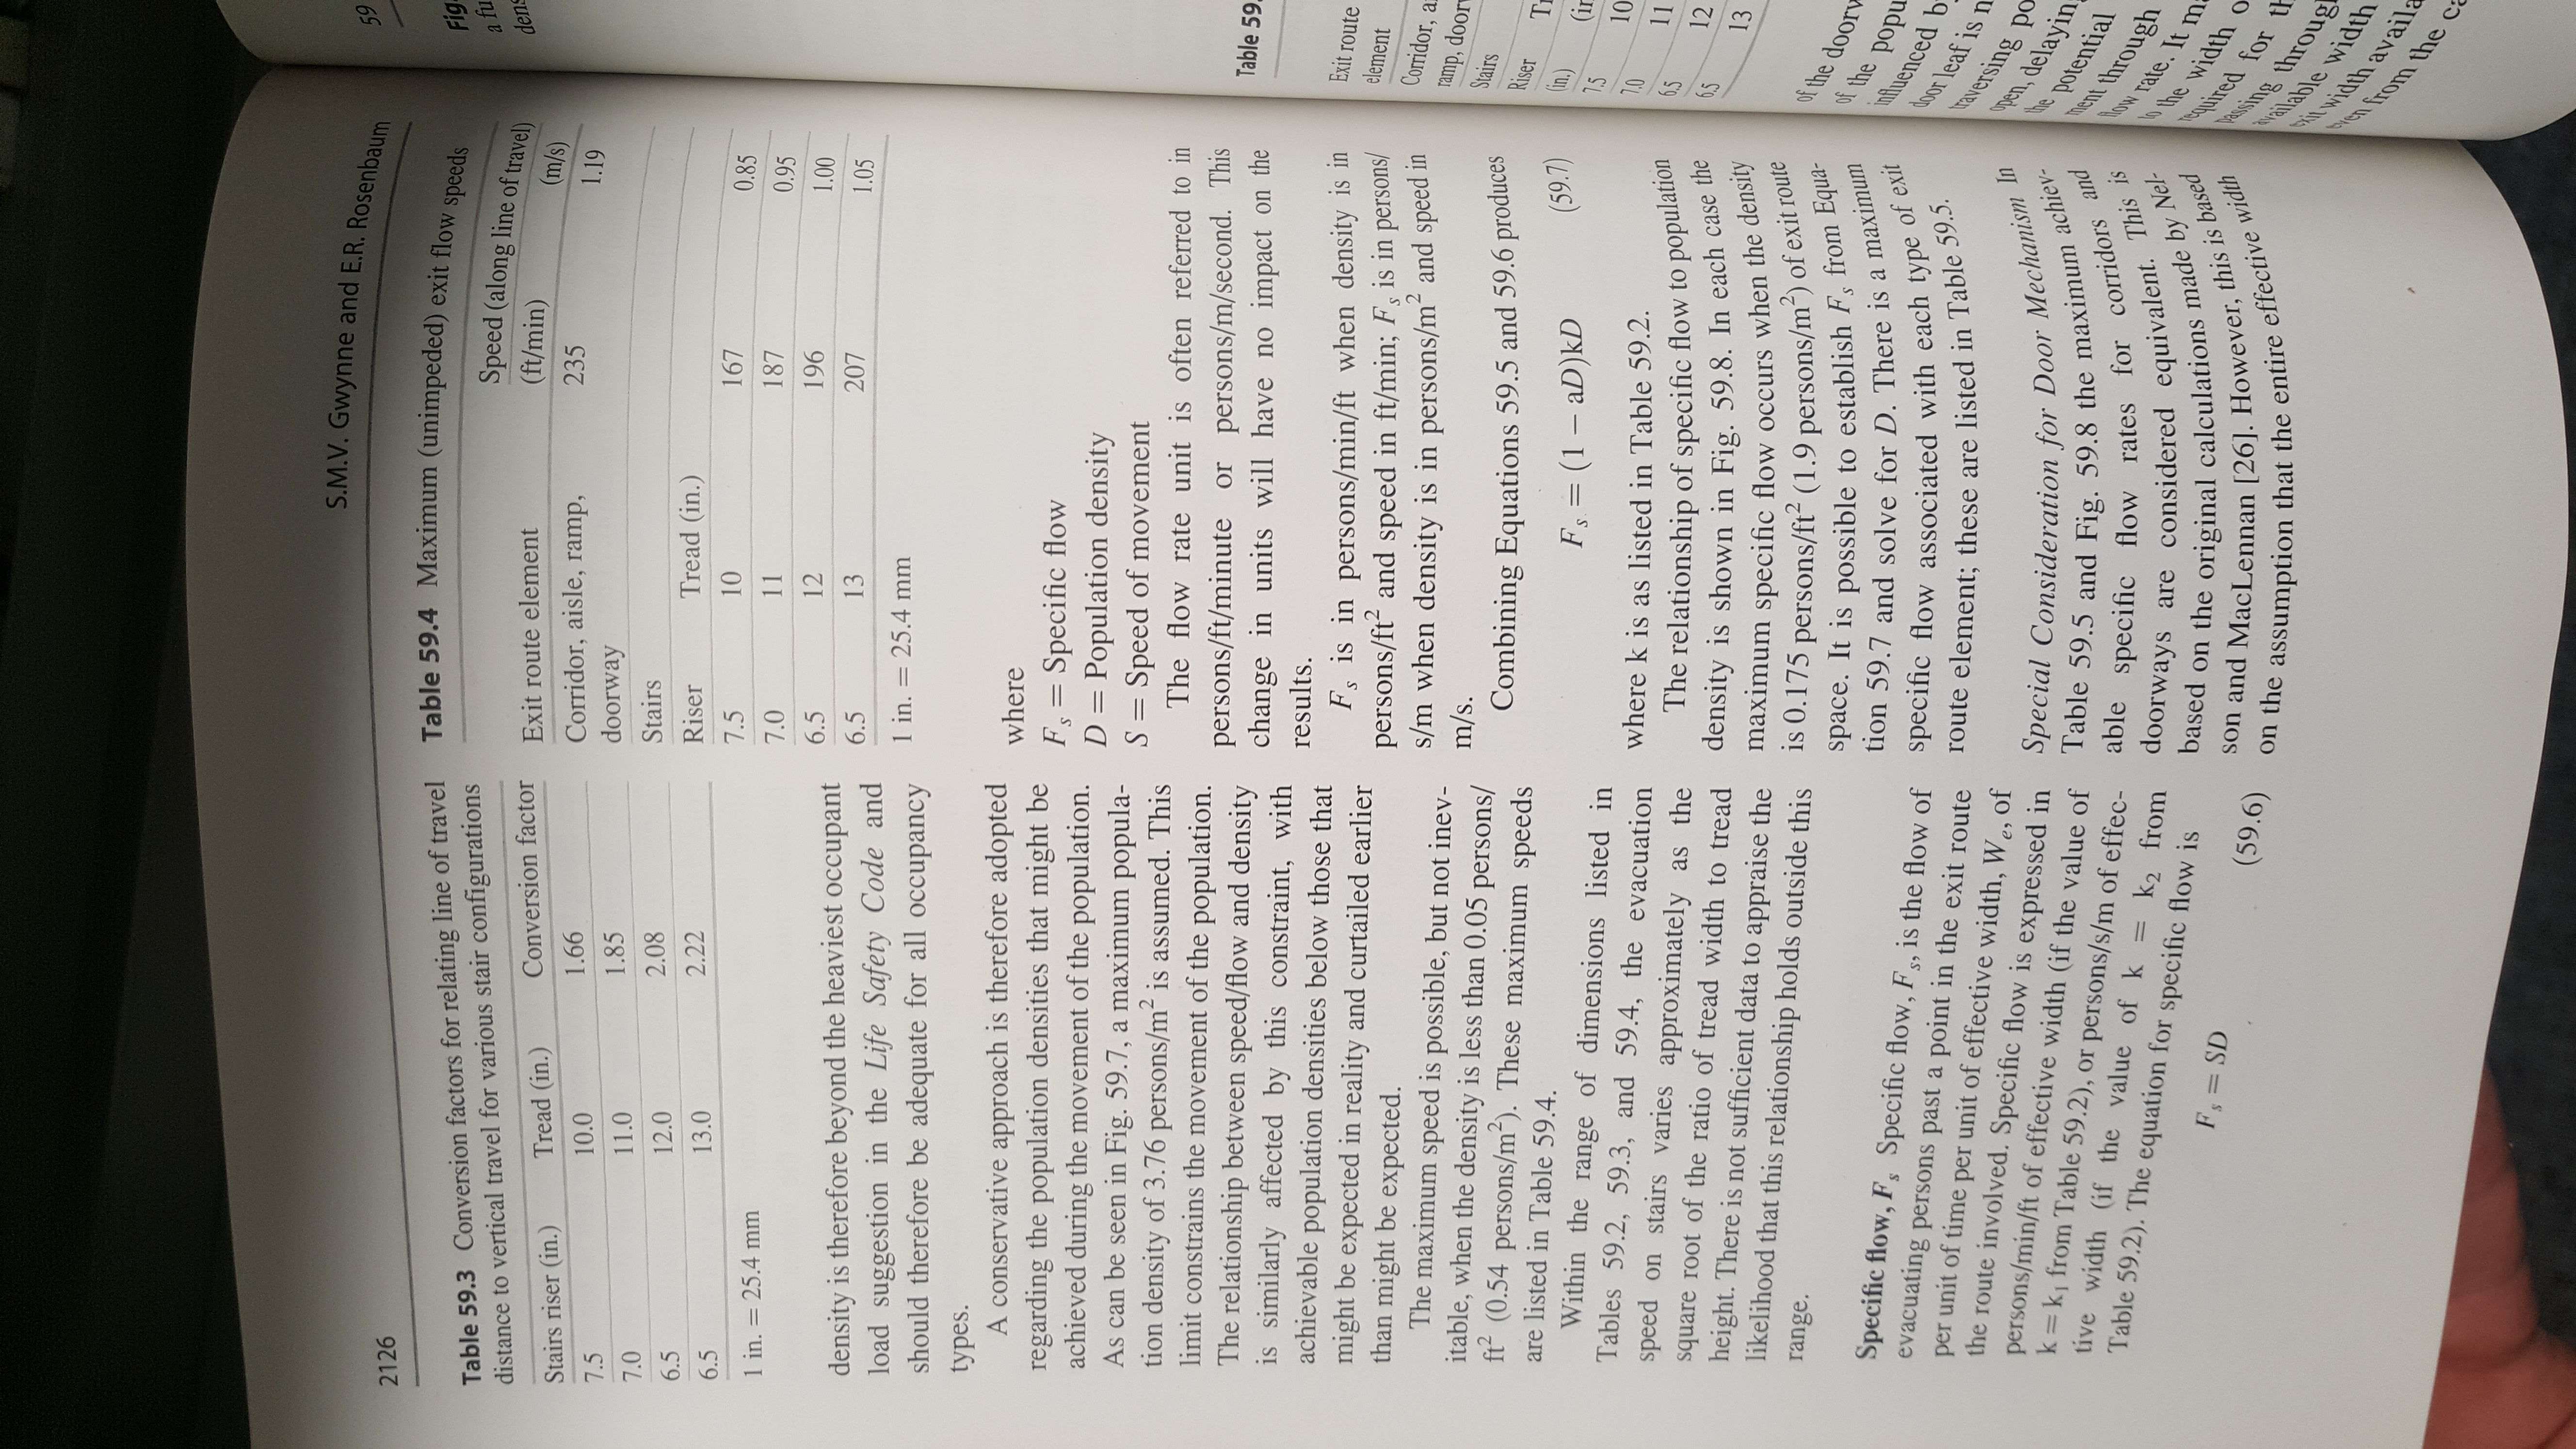 2126
S.M.V. Gwynne and E.R. Rosenbaum
Table 59.3 Conversion factors for relating line of travel
distance to vertical travel for various stair configurations
Stairs riser (in.) Tread (in.) Conversion factor
7.5 10.0 1.66
7.0 11.0 1.85
6.5 12.0 2.08
6.5 13.0 2.22
1 in. = 25.4 mm
density is therefore beyond the heaviest occupant
load suggestion in the Life Safety Code and
should therefore be adequate for all occupancy
types.
A conservative approach is therefore adopted
regarding the population densities that might be
achieved during the movement of the population.
As can be seen in Fig. 59.7, a maximum popula-
tion density of 3.76 persons/m² is assumed. This
limit constrains the movement of the population.
The relationship between speed/flow and density
is similarly affected by this constraint, with
achievable population densities below those that
might be expected in reality and curtailed earlier
than might be expected.
The maximum speed is possible, but not inev-
itable, when the density is less than 0.05 persons/
ft² (0.54 persons/m²). These maximum speeds
are listed in Table 59.4.
Within the range of dimensions listed in
Tables 59.2, 59.3, and 59.4, the evacuation
speed on stairs varies approximately as the
square root of the ratio of tread width to tread
height. There is not sufficient data to appraise the
likelihood that this relationship holds outside this
range.
Specific flow, Fₛ Specific flow, Fₛ, is the flow of
evacuating persons past a point in the exit route
per unit of time per unit of effective width, Wₑ, of
the route involved. Specific flow is expressed in
persons/min/ft of effective width (if the value of
k = k₁ from Table 59.2), or persons/s/m of effec-
tive width (if the value of k = k₂ from
Table 59.2). The equation for specific flow is
Fₛ = SD
(59.6)
Table 59.4 Maximum (unimpeded) exit flow speeds
Speed (along line of travel)
Exit route element (ft/min) (m/s)
Corridor, aisle, ramp, 235 1.19
doorway
Stairs
Riser Tread (in.)
7.5 10 167 0.85
7.0 11 187 0.95
6.5 12 196 1.00
6.5 13 207 1.05
1 in. = 25.4 mm
where
Fₛ = Specific flow
D = Population density
S = Speed of movement
The flow rate unit is often referred to in
persons/ft/minute or persons/m/second. This
change in units will have no impact on the
results.
Fₛ is in persons/min/ft when density is in
persons/ft² and speed in ft/min; Fₛ is in persons/
s/m when density is in persons/m² and speed in
m/s.
Combining Equations 59.5 and 59.6 produces
Fₛ = (1 − aD)kD (59.7)
where k is as listed in Table 59.2.
The relationship of specific flow to population
density is shown in Fig. 59.8. In each case the
maximum specific flow occurs when the density
is 0.175 persons/ft² (1.9 persons/m²) of exit route
space. It is possible to establish Fₛ from Equa-
tion 59.7 and solve for D. There is a maximum
specific flow associated with each type of exit
route element; these are listed in Table 59.5.
Special Consideration for Door Mechanism In
Table 59.5 and Fig. 59.8 the maximum achiev-
able specific flow rates for corridors and
doorways are considered equivalent. This is
based on the original calculations made by Nel-
son and MacLennan [26]. However, this is based
on the assumption that the entire effective width
59
Fig
a fu
dens
Table 59.
Exit route
element
Corridor, a
ramp, door
Stairs
Riser
(in.) (in
7.5 10
7.0 11
6.5 12
6.5 13
of the doorw
of the popu
influenced b
door leaf is n
traversing po
open, delayin
the potential
ment through
flow rate. It m
to the width o
required for th
passing throug
available width
exit width availa
even from the ca